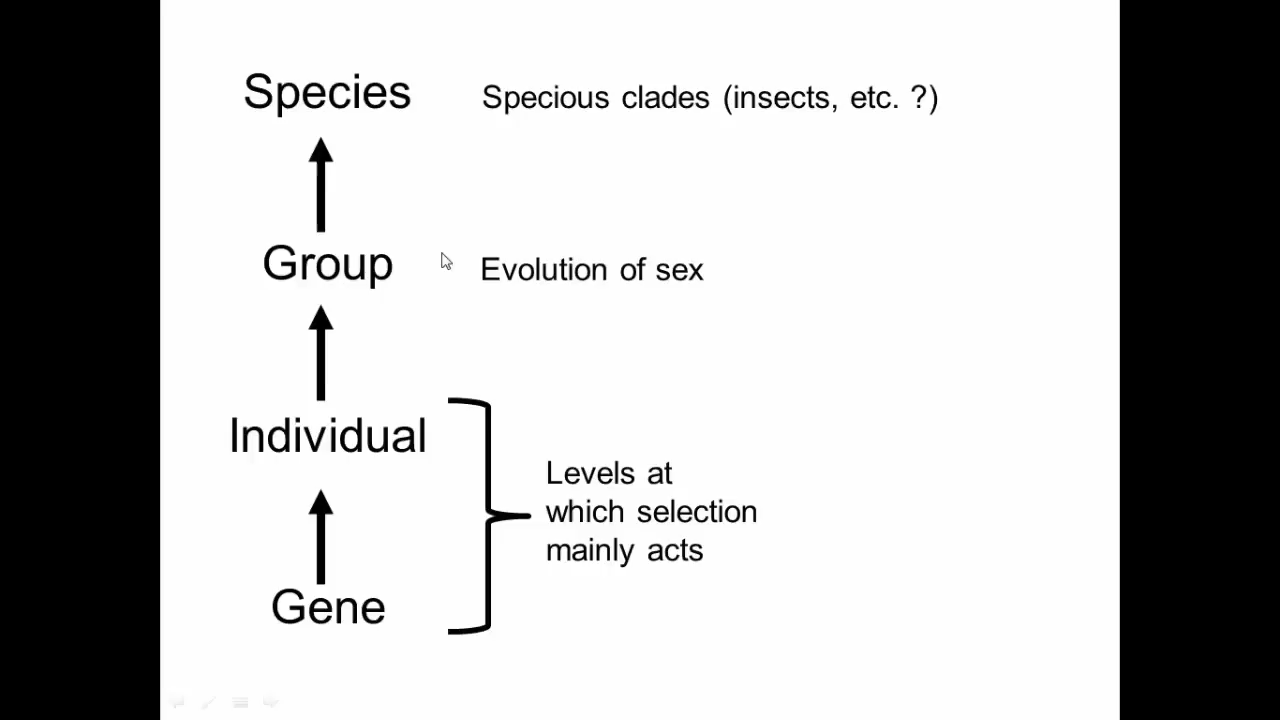 Species
Specious clades (insects, etc. ?)
Group
Evolution of sex
Individual
Levels at
which selection
mainly acts
Gene